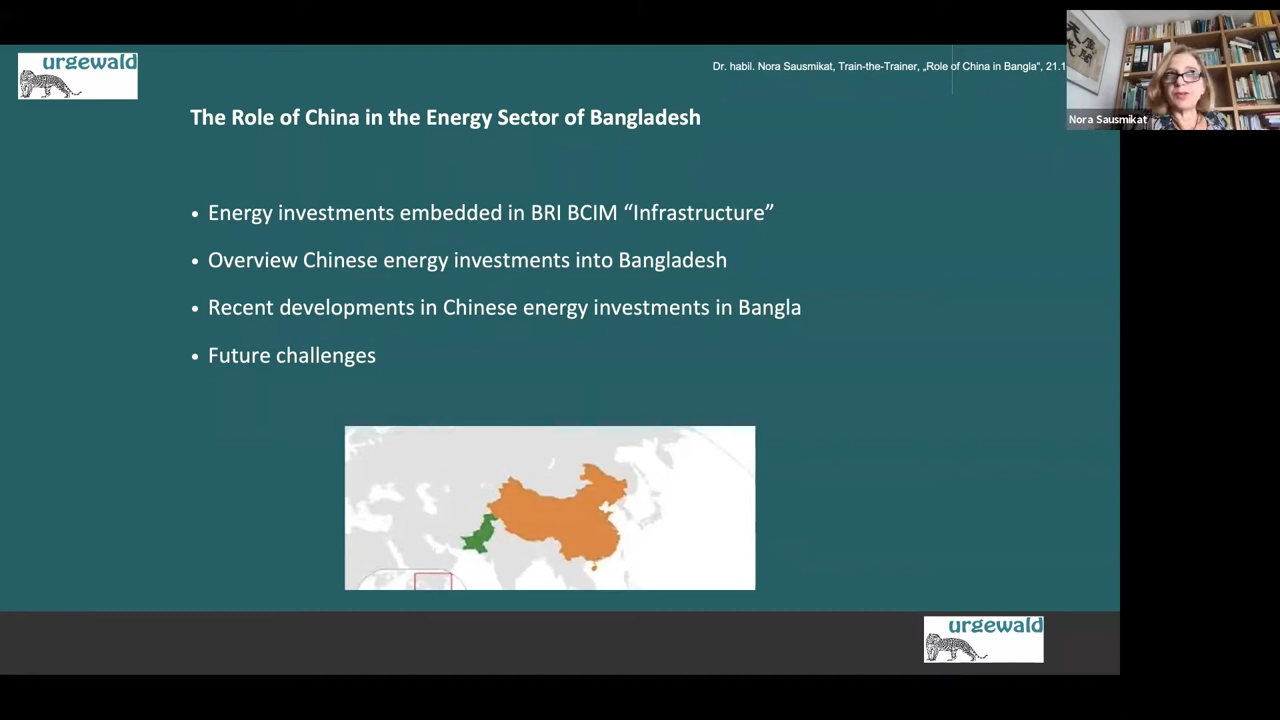 urgewald
Dr. habil. Nora Sausmikat, Train-the-Trainer, „Role of China in Bangla“, 21.1
The Role of China in the Energy Sector of Bangladesh
Nora Sausmikat
• Energy investments embedded in BRI BCIM “Infrastructure”
• Overview Chinese energy investments into Bangladesh
• Recent developments in Chinese energy investments in Bangla
• Future challenges
urgewald